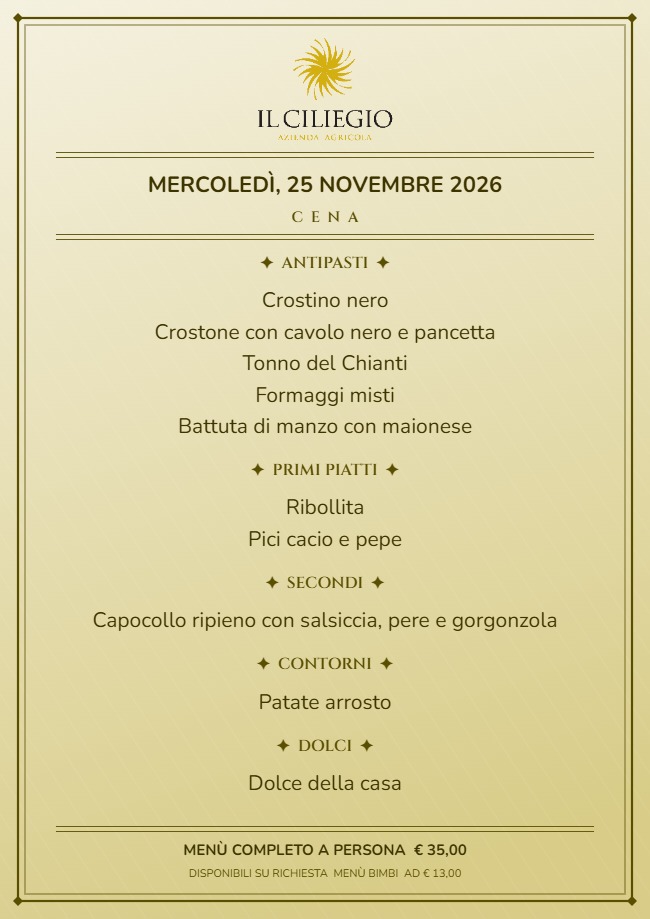 IL CILIEGIO
AZIENDA AGRICOLA
MERCOLEDÌ, 25 NOVEMBRE 2026
CENA
ANTIPASTI
Crostino nero
Crostone con cavolo nero e pancetta
Tonno del Chianti
Formaggi misti
Battuta di manzo con maionese
PRIMI PIATTI
Ribollita
Pici cacio e pepe
SECONDI
Capocollo ripieno con salsiccia, pere e gorgonzola
CONTORNI
Patate arrosto
DOLCI
Dolce della casa
MENÙ COMPLETO A PERSONA € 35,00
DISPONIBILI SU RICHIESTA MENÙ BIMBI AD € 13,00